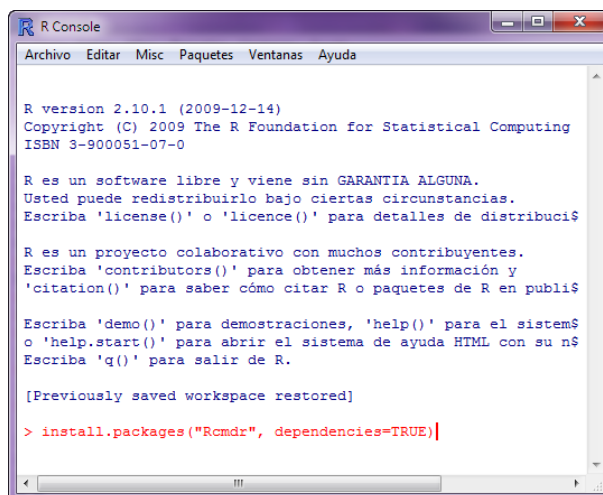 R Console
Archivo Editar Misc Paquetes Ventanas Ayuda
R version 2.10.1 (2009-12-14)
Copyright (C) 2009 The R Foundation for Statistical Computing
ISBN 3-900051-07-0
R es un software libre y viene sin GARANTIA ALGUNA.
Usted puede redistribuirlo bajo ciertas circunstancias.
Escriba 'license()' o 'licence()' para detalles de distribuci$
R es un proyecto colaborativo con muchos contribuyentes.
Escriba 'contributors()' para obtener más información y
'citation()' para saber cómo citar R o paquetes de R en publi$
Escriba 'demo()' para demostraciones, 'help()' para el sistem$
o 'help.start()' para abrir el sistema de ayuda HTML con su n$
Escriba 'q()' para salir de R.
[Previously saved workspace restored]
> install.packages("Rcmdr", dependencies=TRUE)